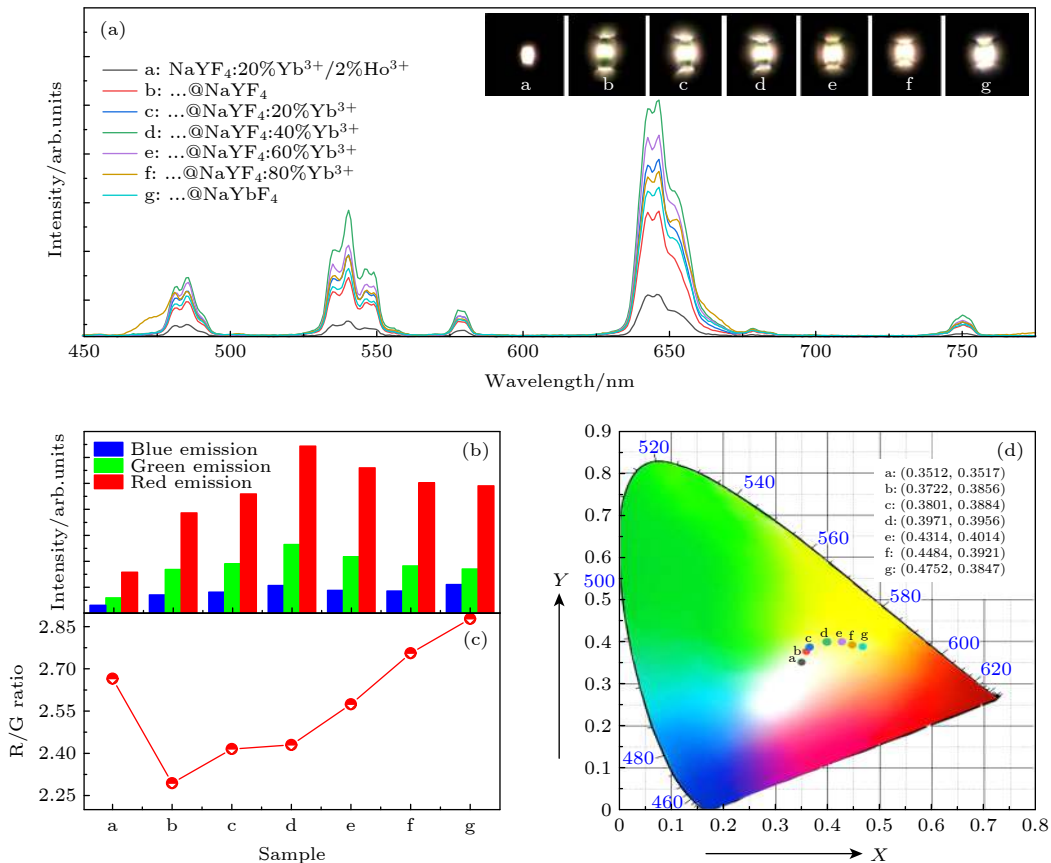 (a)
a: NaYF₄:20%Yb³⁺/2%Ho³⁺
b: ...@NaYF₄
c: ...@NaYF₄:20%Yb³⁺
d: ...@NaYF₄:40%Yb³⁺
e: ...@NaYF₄:60%Yb³⁺
f: ...@NaYF₄:80%Yb³⁺
g: ...@NaYbF₄
a b c d e f g
Intensity/arb.units
450 500 550 600 650 700 750
Wavelength/nm
(b)
Blue emission
Green emission
Red emission
Intensity/arb.units
(c)
2.85
2.70
2.55
2.40
2.25
R/G ratio
a b c d e f g
Sample
(d)
a: (0.3512, 0.3517)
b: (0.3722, 0.3856)
c: (0.3801, 0.3884)
d: (0.3971, 0.3956)
e: (0.4314, 0.4014)
f: (0.4484, 0.3921)
g: (0.4752, 0.3847)
0.9
0.8
0.7
0.6
0.5
0.4
0.3
0.2
0.1
0
Y
520
540
560
500
580
600
620
480
460
a b c d e f g
0 0.1 0.2 0.3 0.4 0.5 0.6 0.7 0.8
X